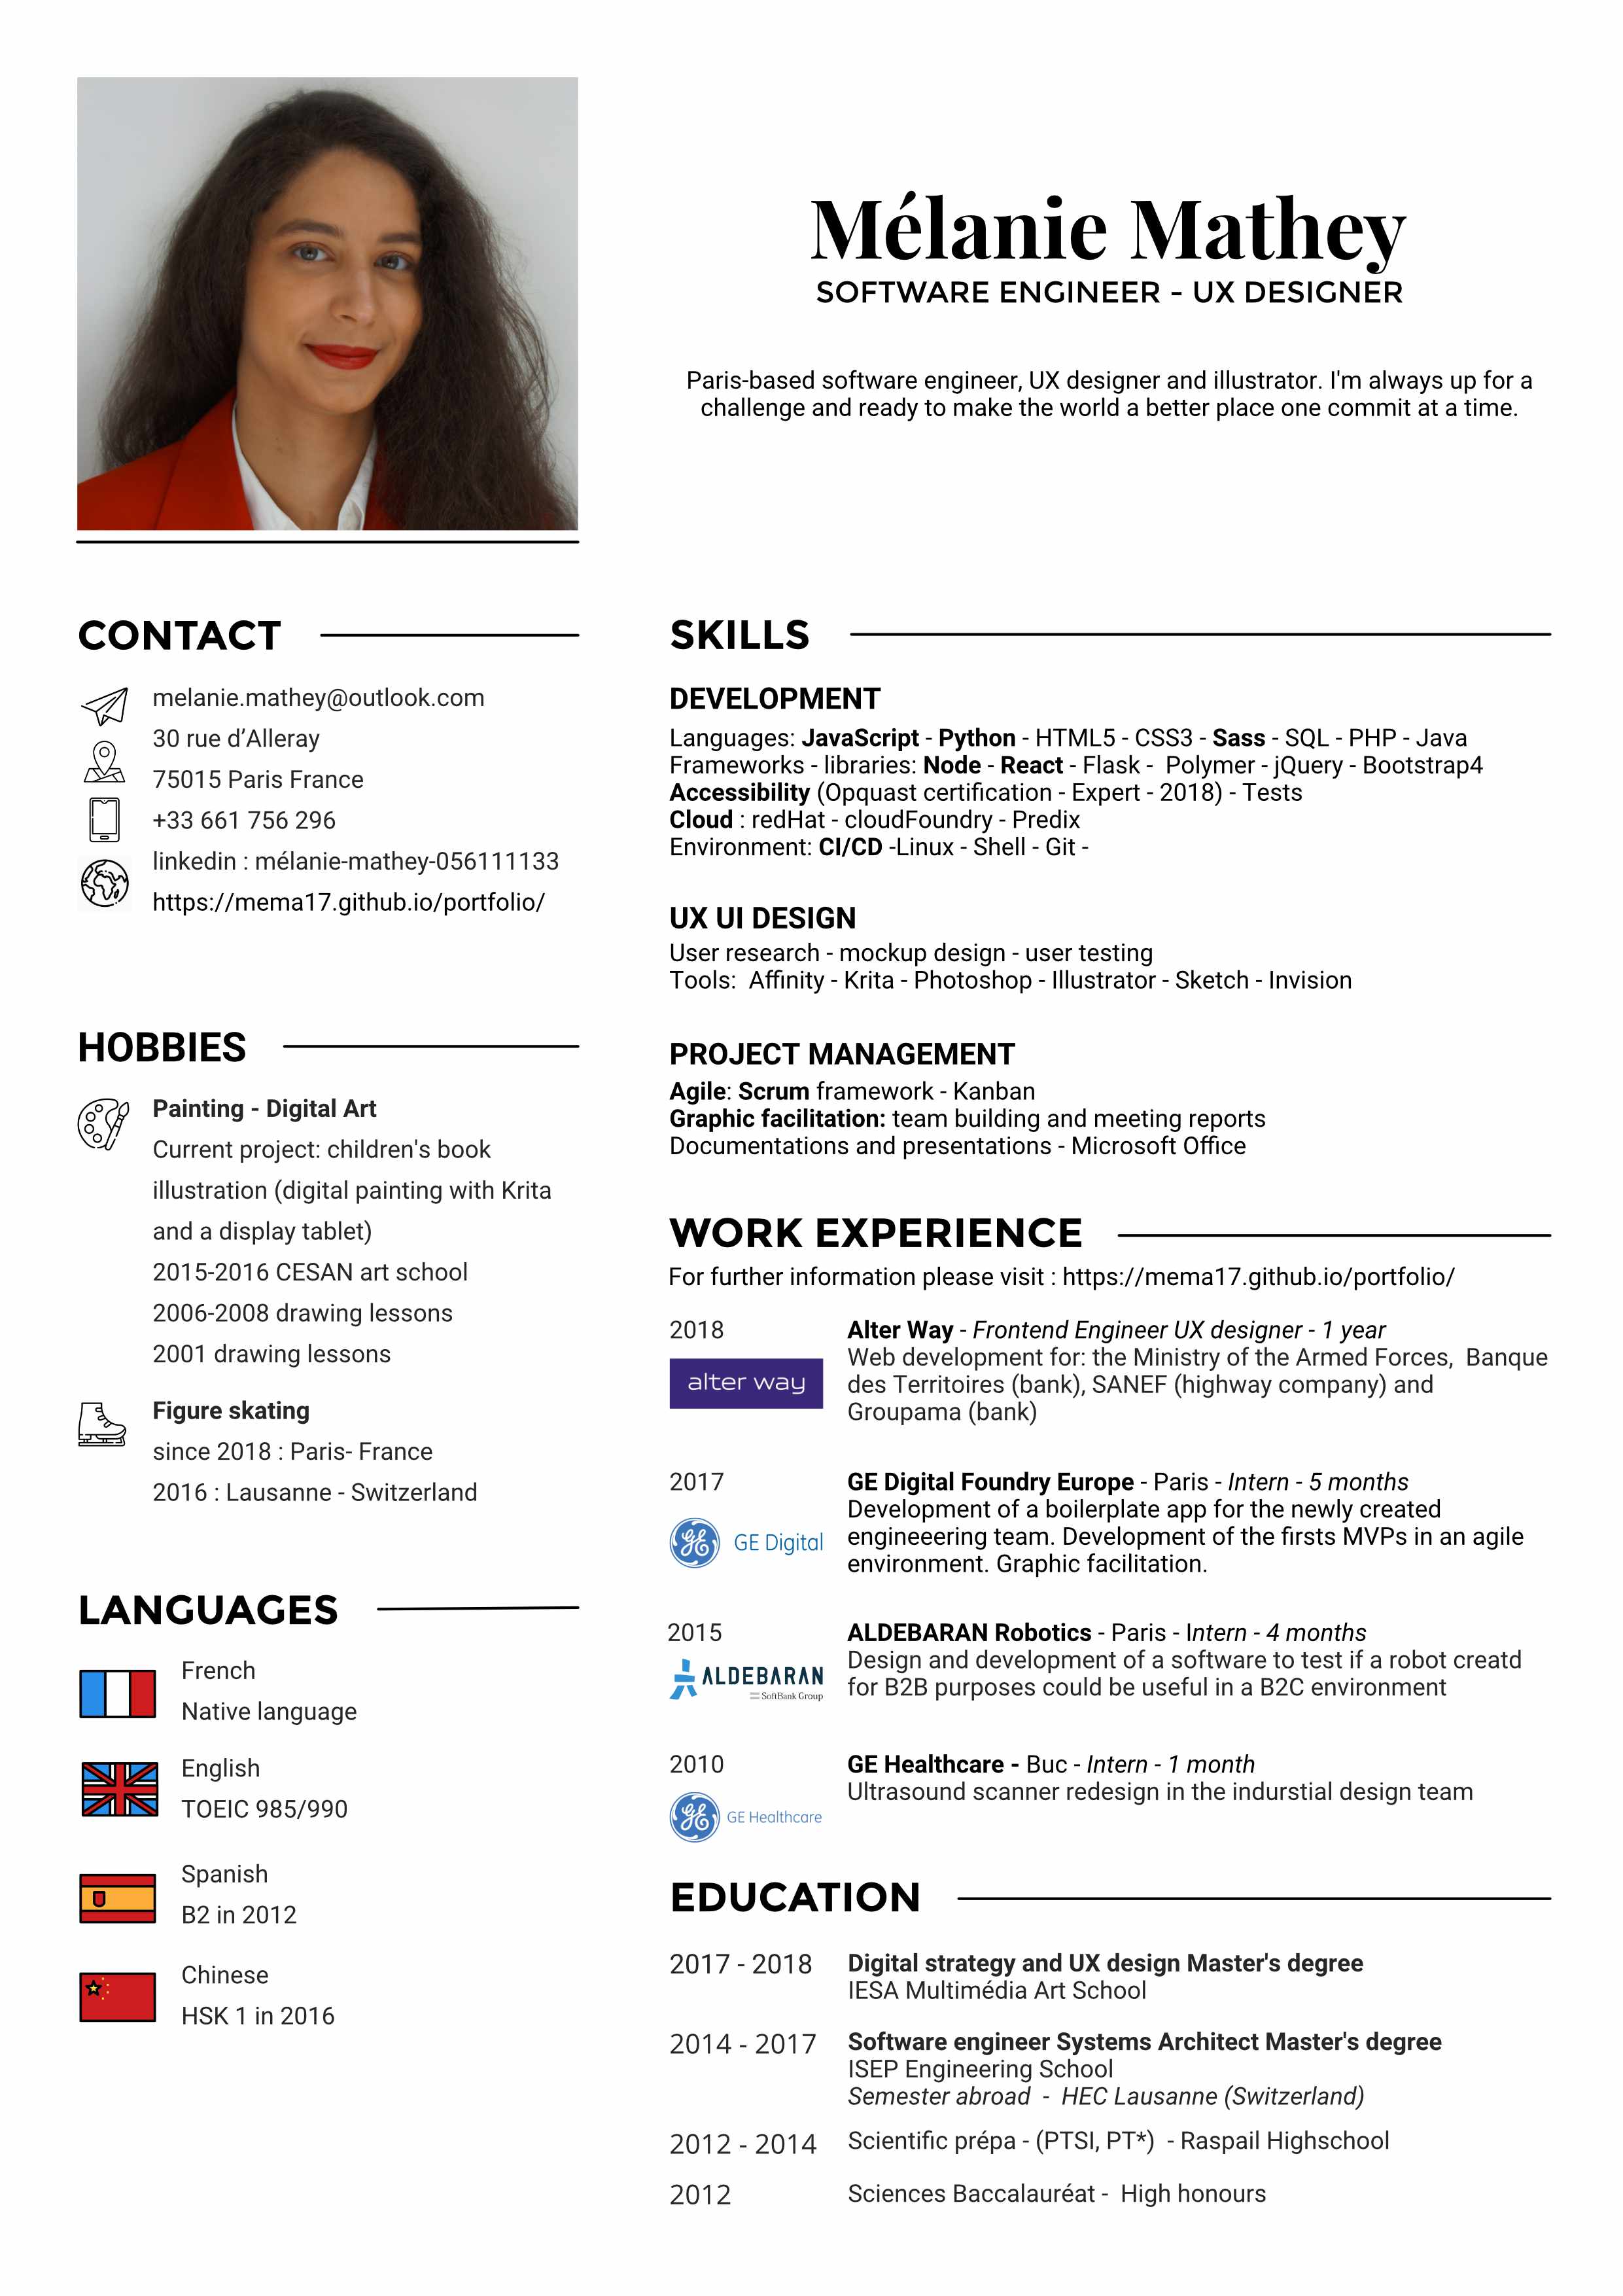 Mélanie Mathey
SOFTWARE ENGINEER - UX DESIGNER
Paris-based software engineer, UX designer and illustrator. I'm always up for a
challenge and ready to make the world a better place one commit at a time.
CONTACT
melanie.mathey@outlook.com
30 rue d’Alleray
75015 Paris France
+33 661 756 296
linkedin : mélanie-mathey-056111133
https://mema17.github.io/portfolio/
HOBBIES
Painting - Digital Art
Current project: children's book
illustration (digital painting with Krita
and a display tablet)
2015-2016 CESAN art school
2006-2008 drawing lessons
2001 drawing lessons
Figure skating
since 2018 : Paris- France
2016 : Lausanne - Switzerland
LANGUAGES
French
Native language
English
TOEIC 985/990
Spanish
B2 in 2012
Chinese
HSK 1 in 2016
SKILLS
DEVELOPMENT
Languages: JavaScript - Python - HTML5 - CSS3 - Sass - SQL - PHP - Java
Frameworks - libraries: Node - React - Flask -  Polymer - jQuery - Bootstrap4
Accessibility (Opquast certification - Expert - 2018) - Tests
Cloud : redHat - cloudFoundry - Predix
Environment: CI/CD -Linux - Shell - Git -
UX UI DESIGN
User research - mockup design - user testing
Tools:  Affinity - Krita - Photoshop - Illustrator - Sketch - Invision
PROJECT MANAGEMENT
Agile: Scrum framework - Kanban
Graphic facilitation: team building and meeting reports
Documentations and presentations - Microsoft Office
WORK EXPERIENCE
For further information please visit : https://mema17.github.io/portfolio/
2018
alter way
Alter Way - Frontend Engineer UX designer - 1 year
Web development for: the Ministry of the Armed Forces,  Banque
des Territoires (bank), SANEF (highway company) and
Groupama (bank)
2017
GE GE Digital
GE Digital Foundry Europe - Paris - Intern - 5 months
Development of a boilerplate app for the newly created
engineeering team. Development of the firsts MVPs in an agile
environment. Graphic facilitation.
2015
ALDEBARAN
SoftBank Group
ALDEBARAN Robotics - Paris - Intern - 4 months
Design and development of a software to test if a robot creatd
for B2B purposes could be useful in a B2C environment
2010
GE GE Healthcare
GE Healthcare - Buc - Intern - 1 month
Ultrasound scanner redesign in the indurstial design team
EDUCATION
2017 - 2018
Digital strategy and UX design Master's degree
IESA Multimédia Art School
2014 - 2017
Software engineer Systems Architect Master's degree
ISEP Engineering School
Semester abroad  -  HEC Lausanne (Switzerland)
2012 - 2014
Scientific prépa - (PTSI, PT*)  - Raspail Highschool
2012
Sciences Baccalauréat -  High honours